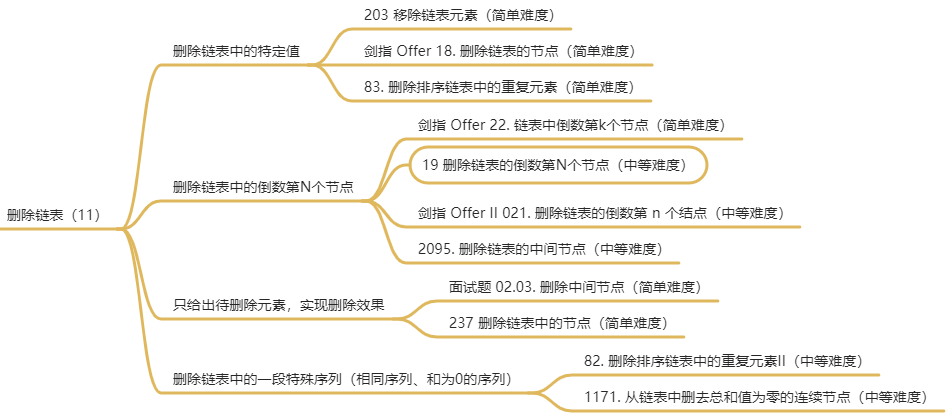 删除链表（11）
删除链表中的特定值
203 移除链表元素（简单难度）
剑指 Offer 18. 删除链表的节点（简单难度）
83. 删除排序链表中的重复元素（简单难度）
删除链表中的倒数第N个节点
剑指 Offer 22. 链表中倒数第k个节点（简单难度）
19 删除链表的倒数第N个节点（中等难度）
剑指 Offer II 021. 删除链表的倒数第 n 个结点（中等难度）
2095. 删除链表的中间节点（中等难度）
只给出待删除元素，实现删除效果
面试题 02.03. 删除中间节点（简单难度）
237 删除链表中的节点（简单难度）
删除链表中的一段特殊序列（相同序列、和为0的序列）
82. 删除排序链表中的重复元素II（中等难度）
1171. 从链表中删去总和值为零的连续节点（中等难度）